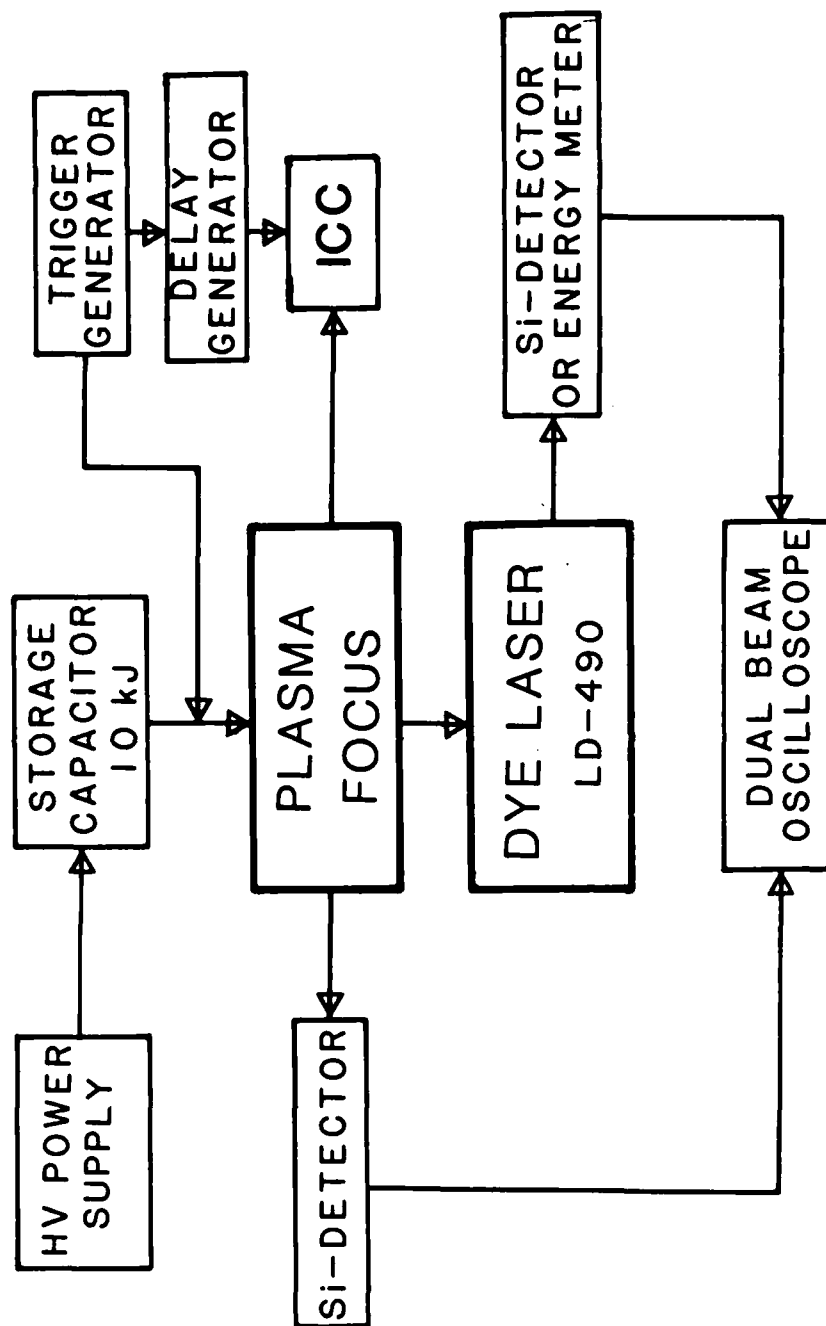 HV POWER
SUPPLY
STORAGE
CAPACITOR
10 kJ
TRIGGER
GENERATOR
DELAY
GENERATOR
ICC
PLASMA
FOCUS
Si-DETECTOR
DYE LASER
LD-490
Si-DETECTOR
OR ENERGY METER
DUAL BEAM
OSCILLOSCOPE